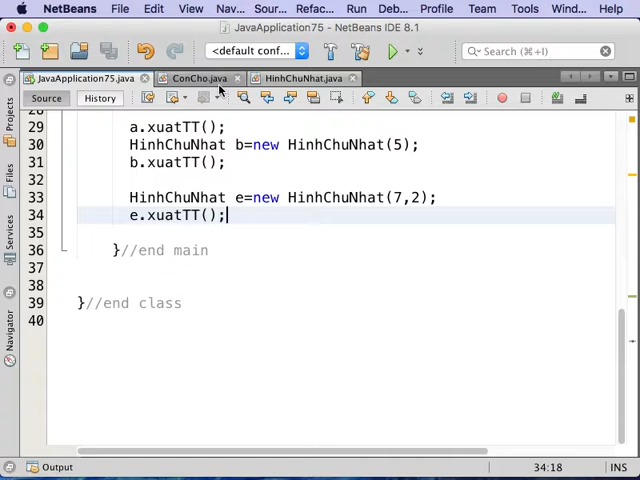 NetBeans File Edit View Nav... Sour... Refac... Run Deb... Profile Team Tools Win... Help
JavaApplication75 - NetBeans IDE 8.1
<default conf...
Search (⌘+I)
JavaApplication75.java ConCho.java HinhChuNhat.java
Source History
28
29 a.xuatTT();
30 HinhChuNhat b=new HinhChuNhat(5);
31 b.xuatTT();
32
33 HinhChuNhat e=new HinhChuNhat(7,2);
34 e.xuatTT();
35
36 }//end main
37
38
39 }//end class
40
Projects
Files
Services
Navigator
Output
34:18 INS